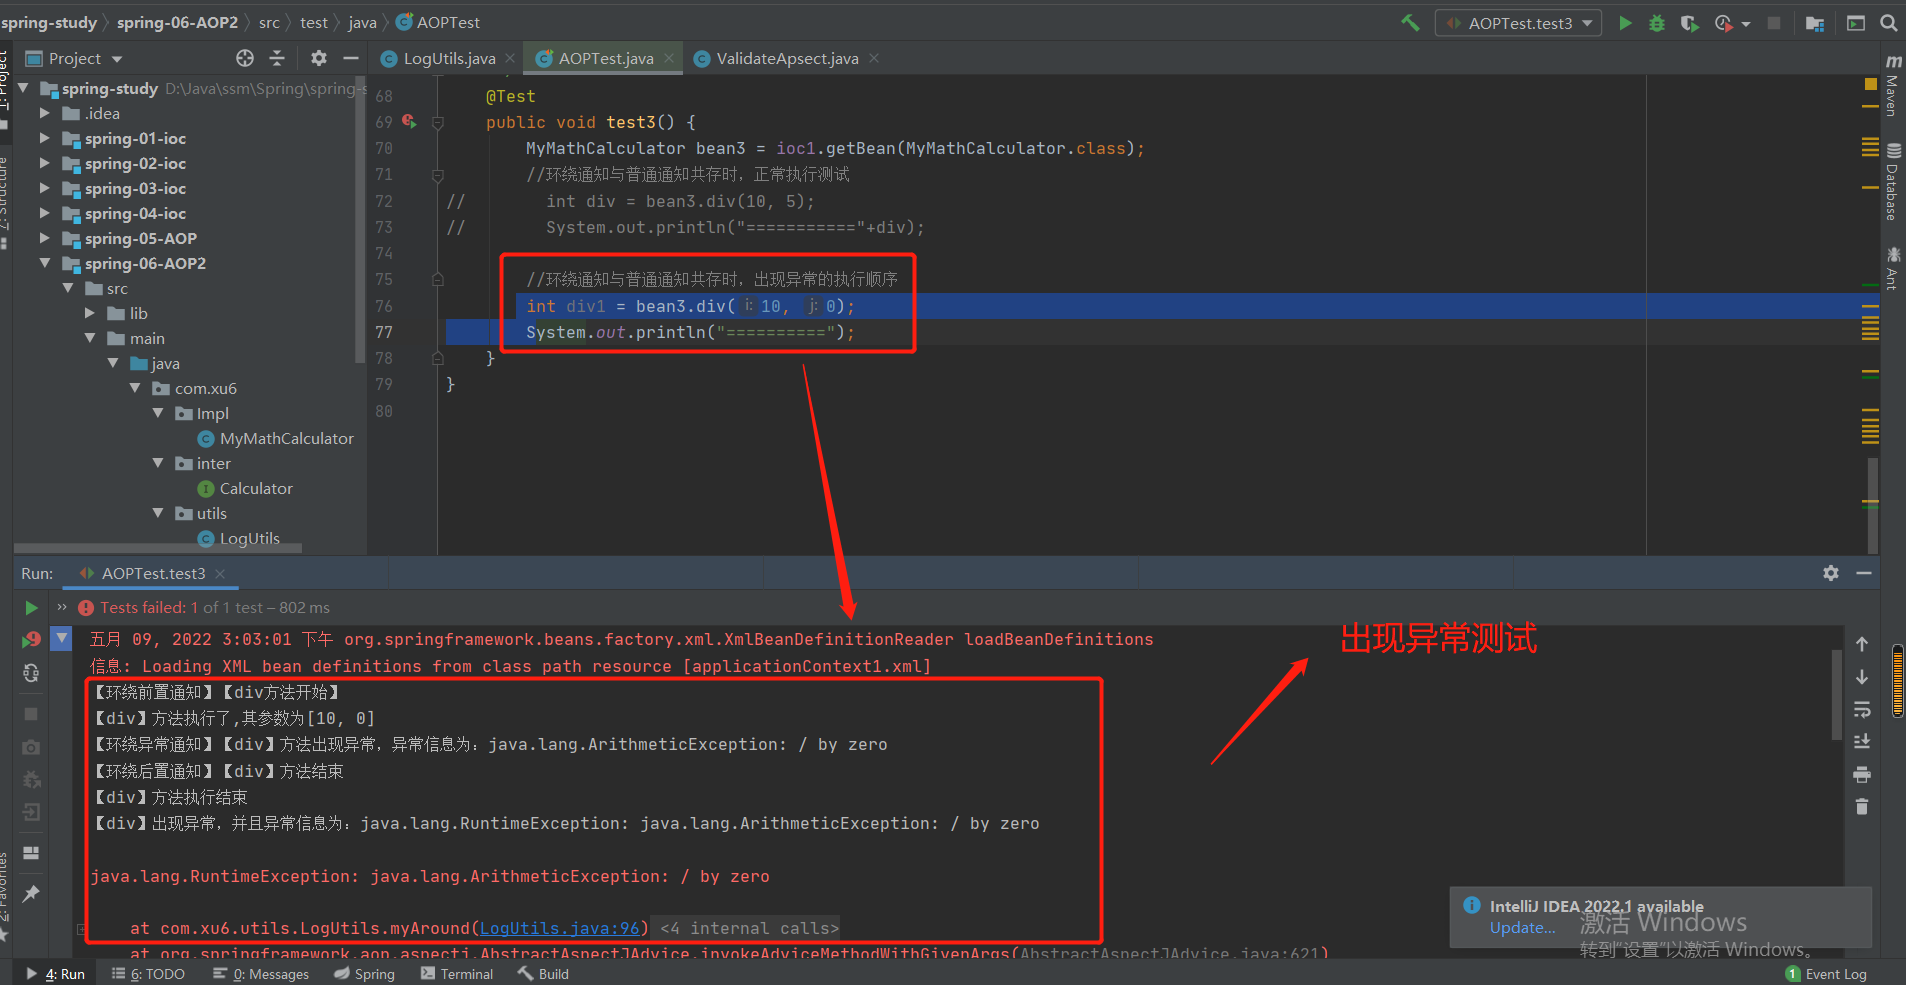 spring-study spring-06-AOP2 src test java AOPTest
AOPTest.test3
Project
LogUtils.java
AOPTest.java
ValidateApsect.java
1: Project
7: Structure
2: Favorites
Maven
Database
Ant
spring-study D:\Java\ssm\Spring\spring-s
.idea
spring-01-ioc
spring-02-ioc
spring-03-ioc
spring-04-ioc
spring-05-AOP
spring-06-AOP2
src
lib
main
java
com.xu6
Impl
MyMathCalculator
inter
Calculator
utils
LogUtils
68 @Test
69 public void test3() {
70 MyMathCalculator bean3 = ioc1.getBean(MyMathCalculator.class);
71 //环绕通知与普通通知共存时，正常执行测试
72 // int div = bean3.div(10, 5);
73 // System.out.println("==========="+div);
74
75 //环绕通知与普通通知共存时，出现异常的执行顺序
76 int div1 = bean3.div( i: 10, j: 0);
77 System.out.println("==========");
78 }
79 }
80
Run: AOPTest.test3
Tests failed: 1 of 1 test – 802 ms
五月 09, 2022 3:03:01 下午 org.springframework.beans.factory.xml.XmlBeanDefinitionReader loadBeanDefinitions
信息: Loading XML bean definitions from class path resource [applicationContext1.xml]
【环绕前置通知】【div方法开始】
【div】方法执行了,其参数为[10, 0]
【环绕异常通知】【div】方法出现异常，异常信息为：java.lang.ArithmeticException: / by zero
【环绕后置通知】【div】方法结束
【div】方法执行结束
【div】出现异常，并且异常信息为：java.lang.RuntimeException: java.lang.ArithmeticException: / by zero
java.lang.RuntimeException: java.lang.ArithmeticException: / by zero
at com.xu6.utils.LogUtils.myAround(LogUtils.java:96) <4 internal calls>
at org.springframework.aop.aspectj.AbstractAspectJAdvice.invokeAdviceMethodWithGivenArgs(AbstractAspectJAdvice.java:621)
出现异常测试
IntelliJ IDEA 2022.1 available
Update...
激活 Windows
转到"设置"以激活 Windows。
4: Run
6: TODO
0: Messages
Spring
Terminal
Build
1 Event Log